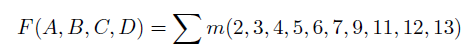 F(A, B, C, D) = ∑ m(2, 3, 4, 5, 6, 7, 9, 11, 12, 13)